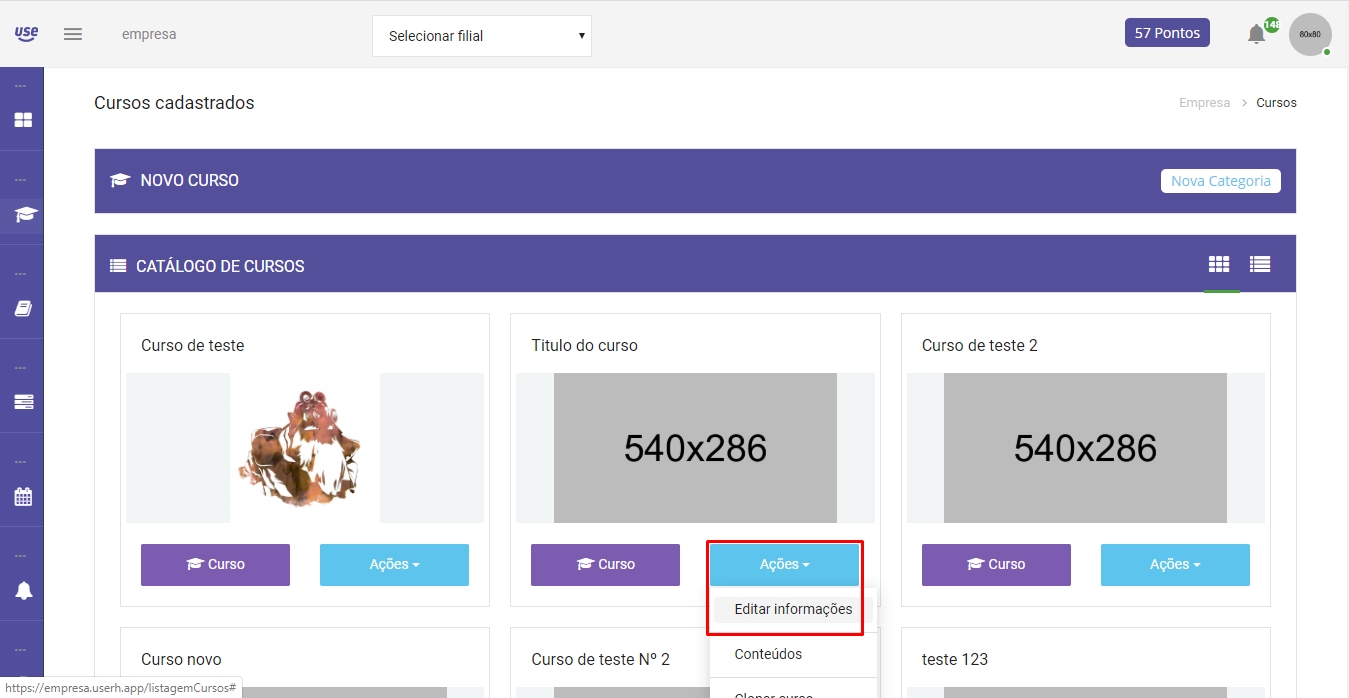 use
empresa
Selecionar filial
57 Pontos
148
80x80
Cursos cadastrados
Empresa > Cursos
NOVO CURSO
Nova Categoria
CATÁLOGO DE CURSOS
Curso de teste
Titulo do curso
Curso de teste 2
540x286
540x286
Curso
Ações
Curso
Ações
Curso
Ações
Editar informações
Conteúdos
Clonar curso
Curso novo
Curso de teste Nº 2
teste 123
https://empresa.userh.app/listagemCursos#